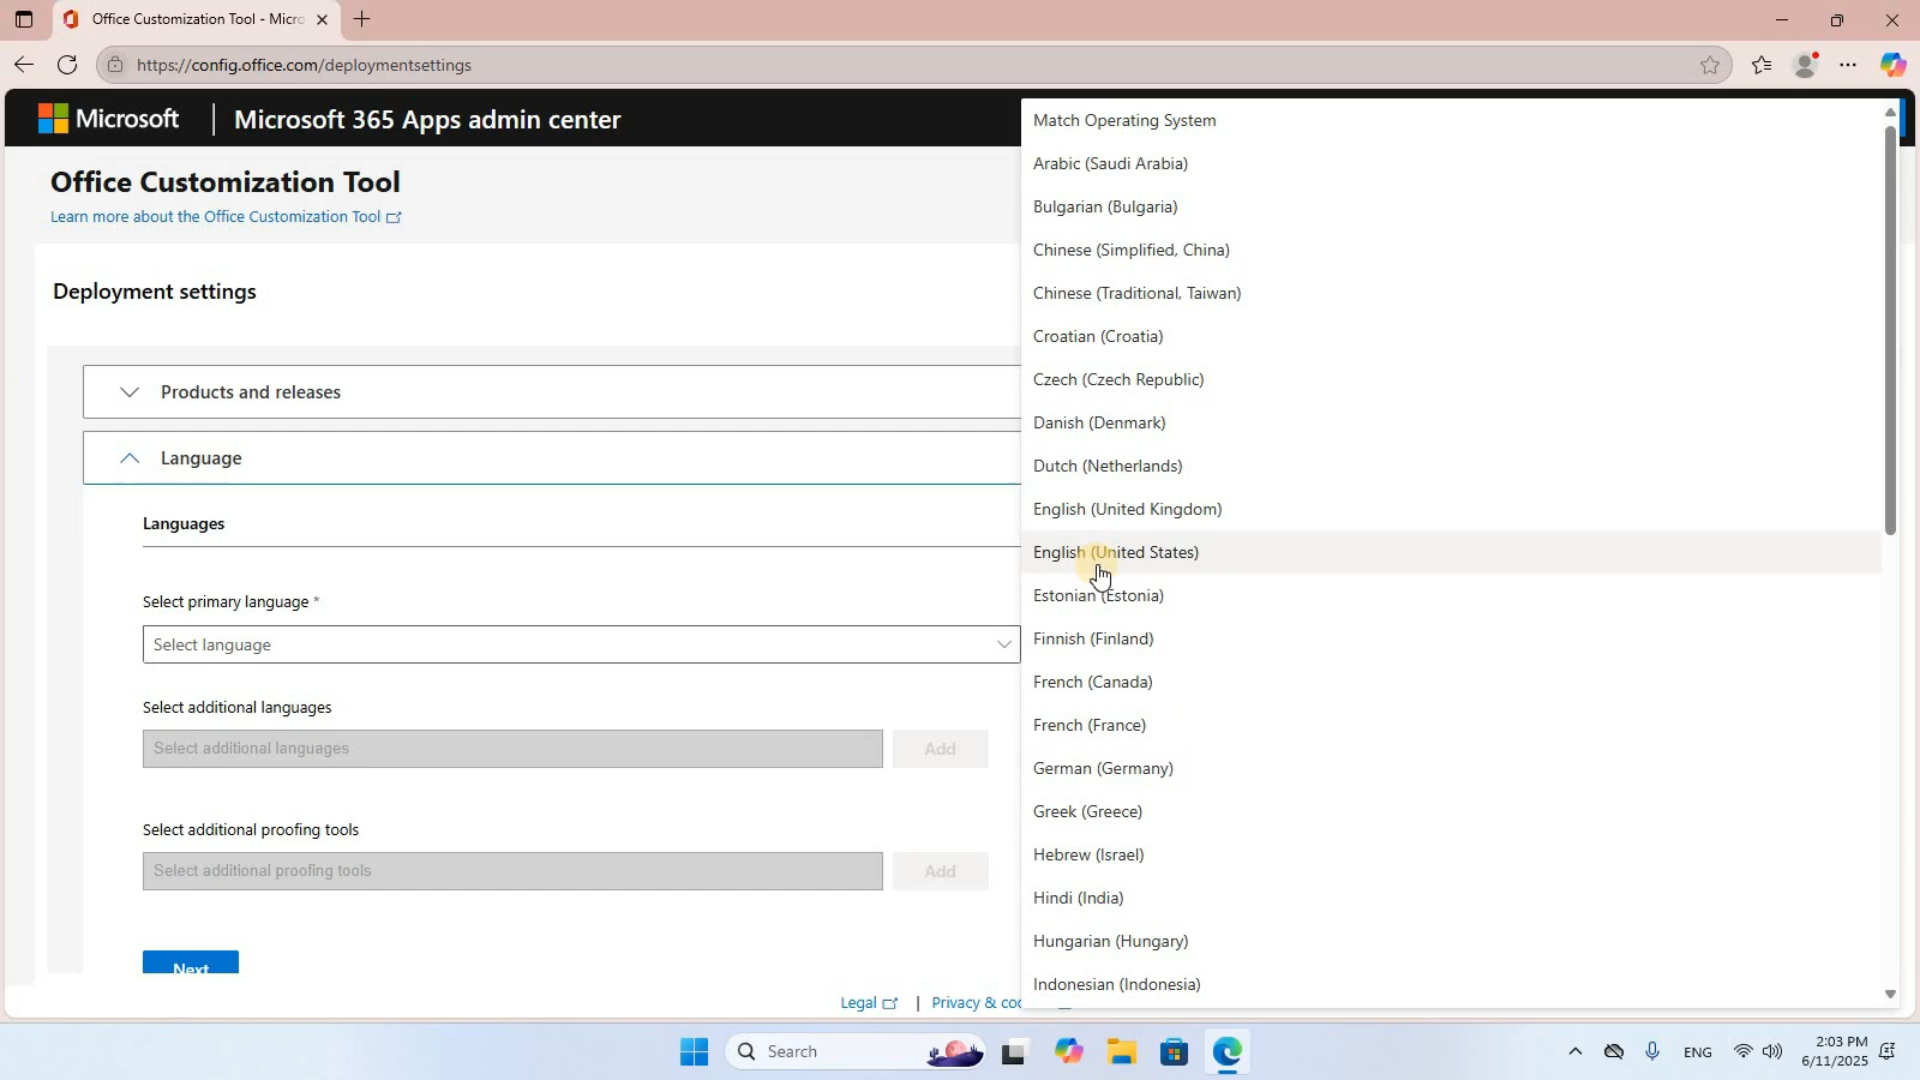 Office Customization Tool - Micro
https://config.office.com/deploymentsettings
Microsoft
Microsoft 365 Apps admin center
Office Customization Tool
Learn more about the Office Customization Tool
Deployment settings
Products and releases
Language
Languages
Select primary language *
Select language
Select additional languages
Select additional languages
Add
Select additional proofing tools
Select additional proofing tools
Add
Next
Match Operating System
Arabic (Saudi Arabia)
Bulgarian (Bulgaria)
Chinese (Simplified, China)
Chinese (Traditional, Taiwan)
Croatian (Croatia)
Czech (Czech Republic)
Danish (Denmark)
Dutch (Netherlands)
English (United Kingdom)
English (United States)
Estonian (Estonia)
Finnish (Finland)
French (Canada)
French (France)
German (Germany)
Greek (Greece)
Hebrew (Israel)
Hindi (India)
Hungarian (Hungary)
Indonesian (Indonesia)
Legal | Privacy & coo
Search
ENG
2:03 PM
6/11/2025